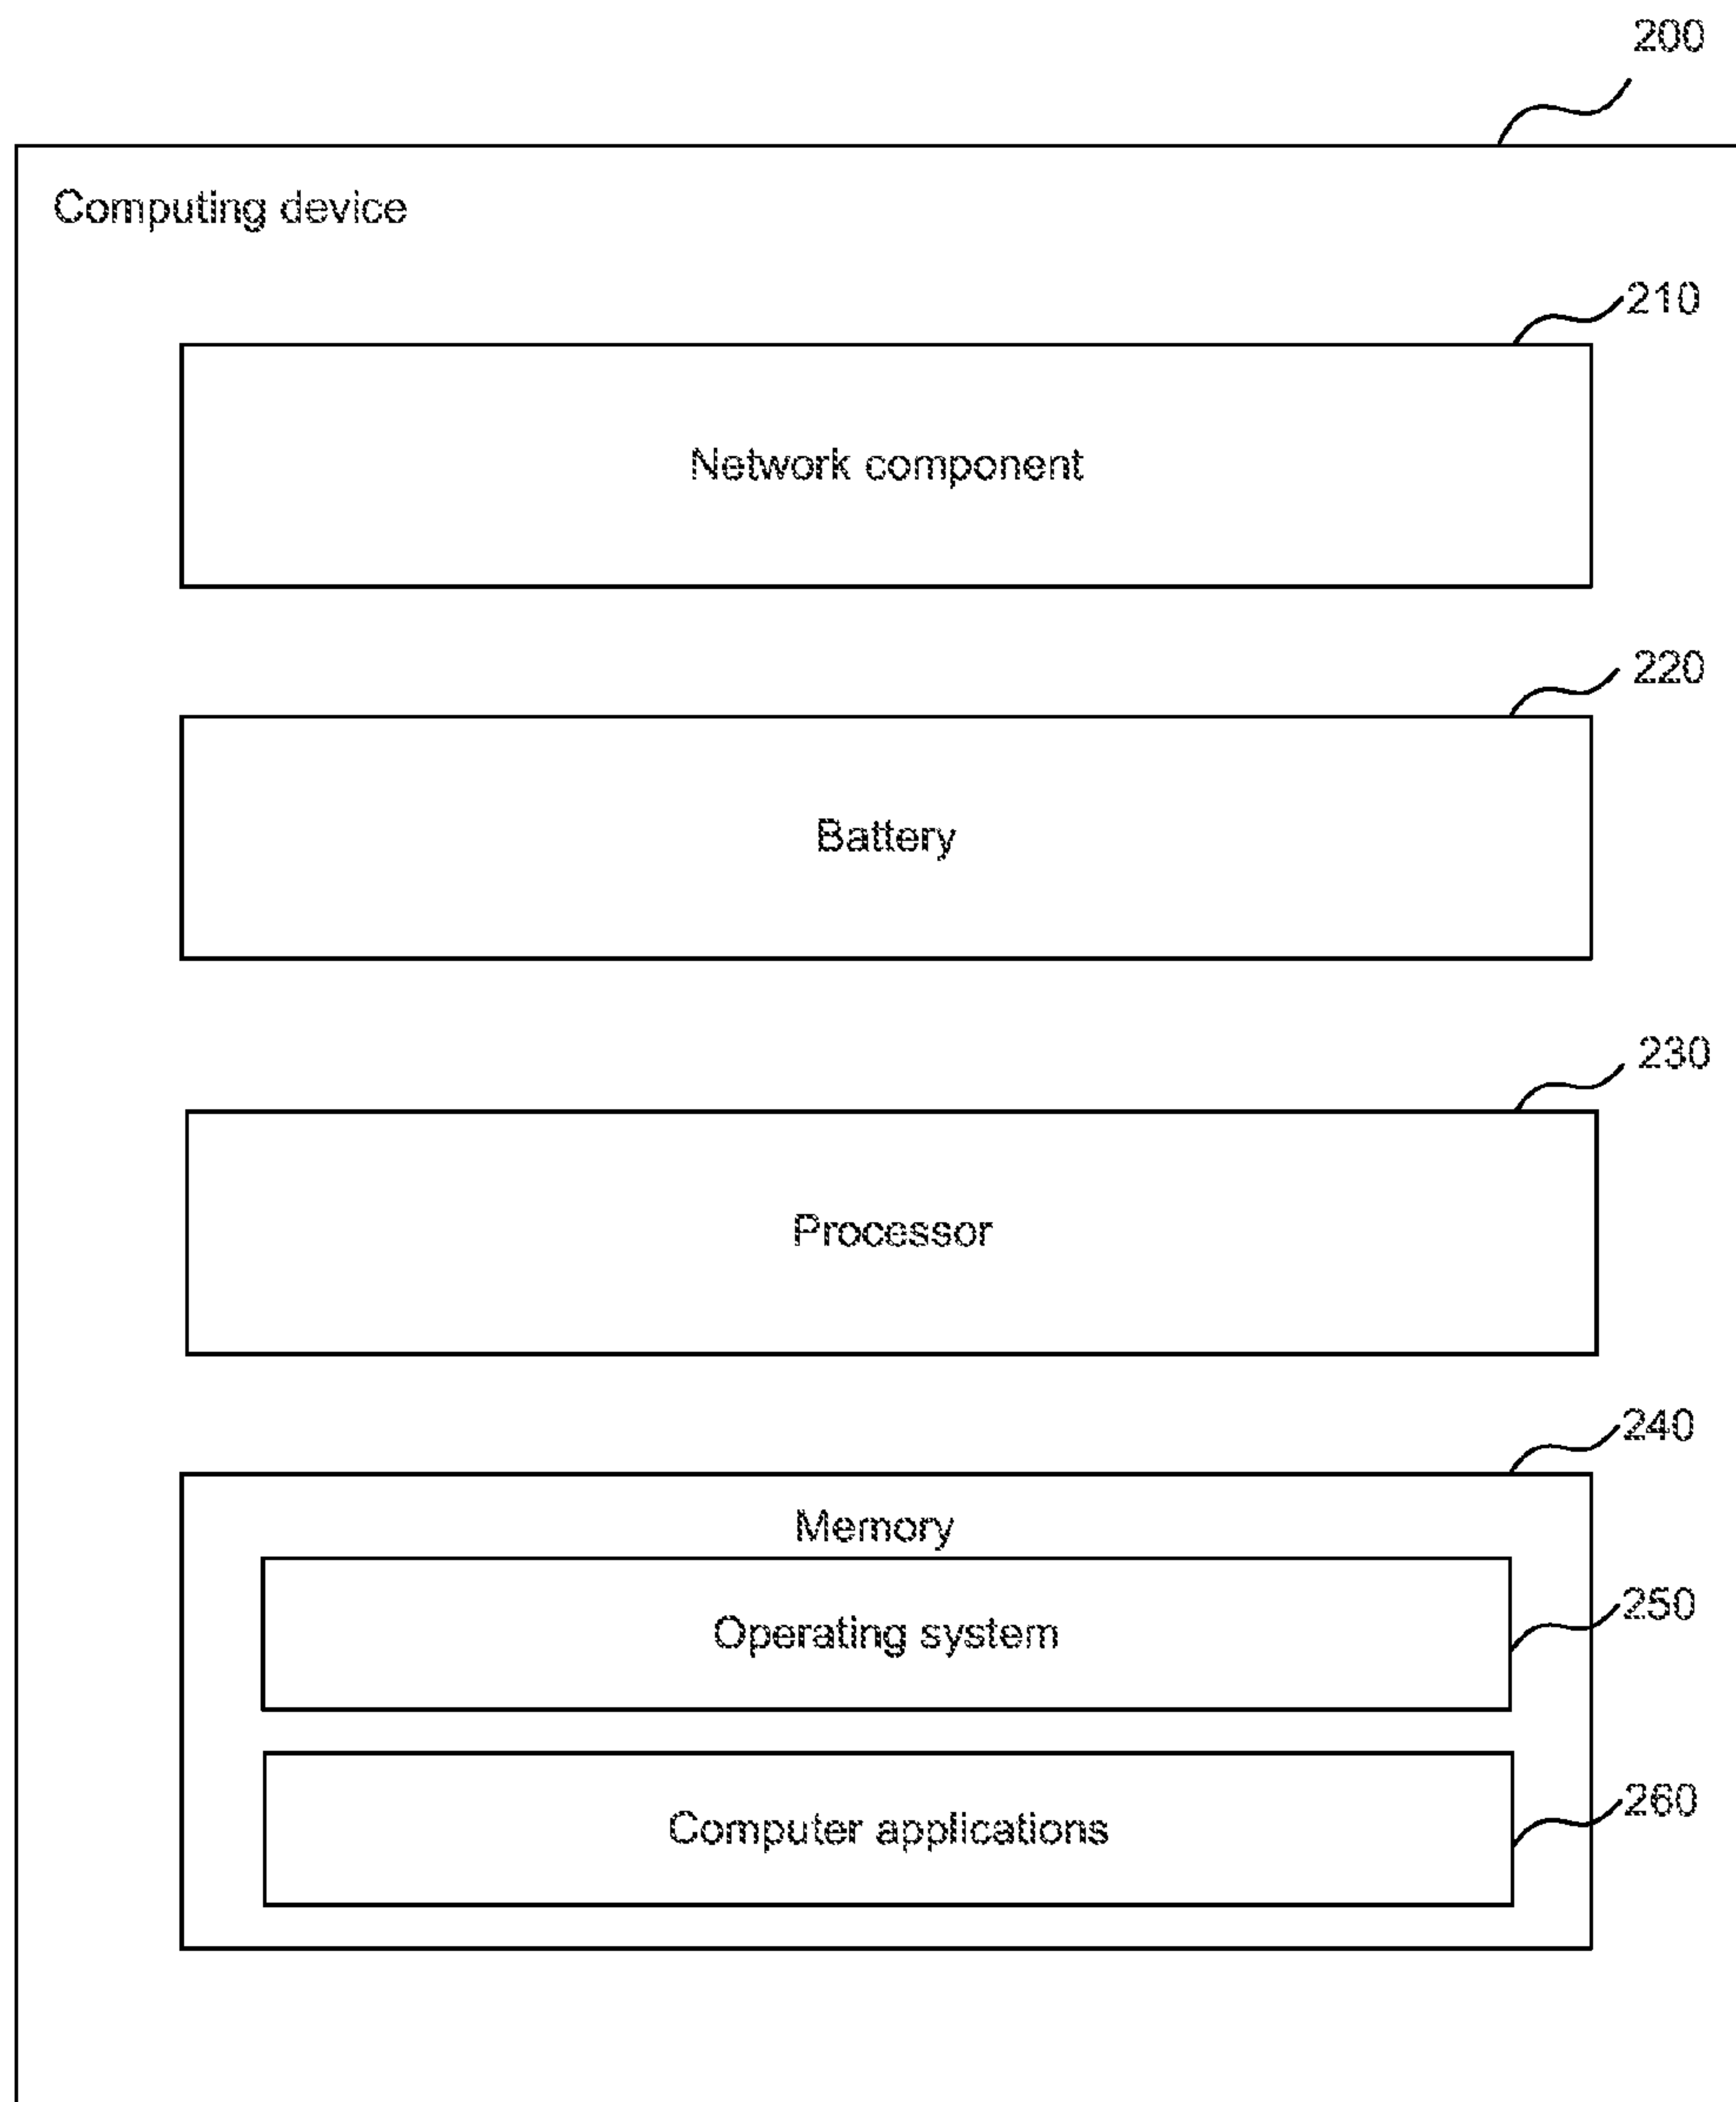 200
Computing device
210
Network component
220
Battery
230
Processor
240
Memory
250
Operating system
260
Computer applications